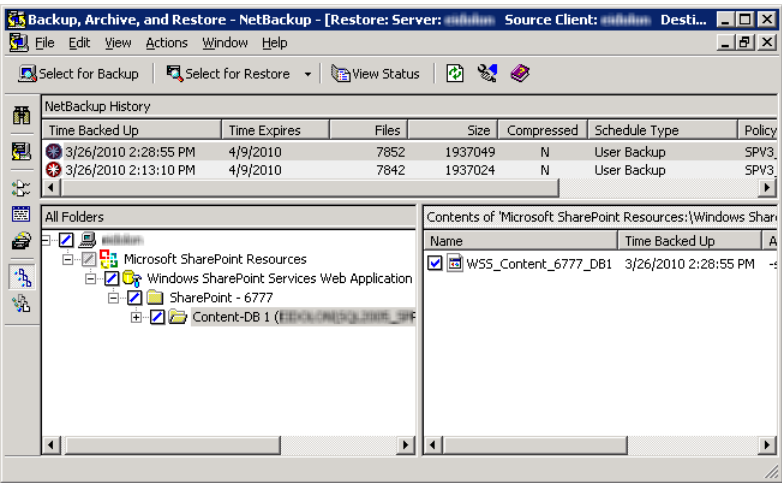 Backup, Archive, and Restore - NetBackup - [Restore: Server: Source Client: Desti...
File Edit View Actions Window Help
Select for Backup Select for Restore View Status
NetBackup History
Time Backed Up Time Expires Files Size Compressed Schedule Type Policy
3/26/2010 2:28:55 PM 4/9/2010 7852 1937049 N User Backup SPV3_
3/26/2010 2:13:10 PM 4/9/2010 7842 1937024 N User Backup SPV3_
All Folders Contents of 'Microsoft SharePoint Resources:\Windows Shar
Name Time Backed Up A
Microsoft SharePoint Resources WSS_Content_6777_DB1 3/26/2010 2:28:55 PM -s
Windows SharePoint Services Web Application
SharePoint - 6777
Content-DB 1 (